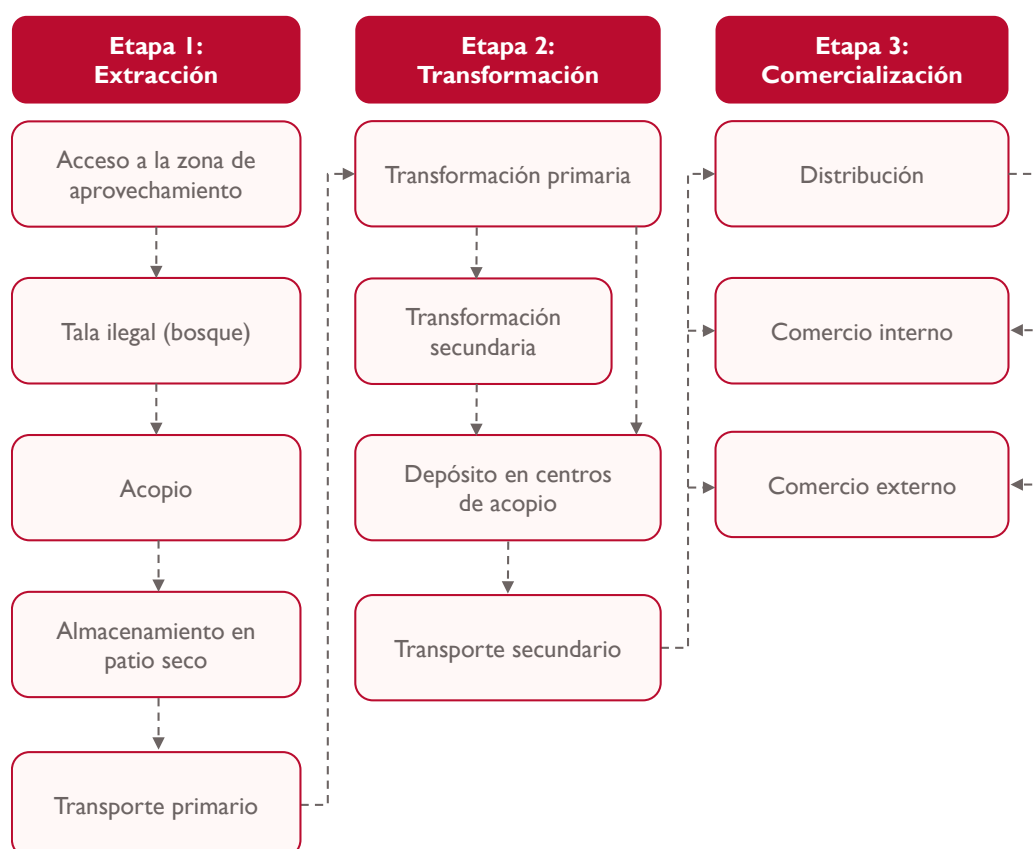 Etapa 1:
Extracción
Acceso a la zona de
aprovechamiento
Tala ilegal (bosque)
Acopio
Almacenamiento en
patio seco
Transporte primario
Etapa 2:
Transformación
Transformación primaria
Transformación
secundaria
Depósito en centros
de acopio
Transporte secundario
Etapa 3:
Comercialización
Distribución
Comercio interno
Comercio externo